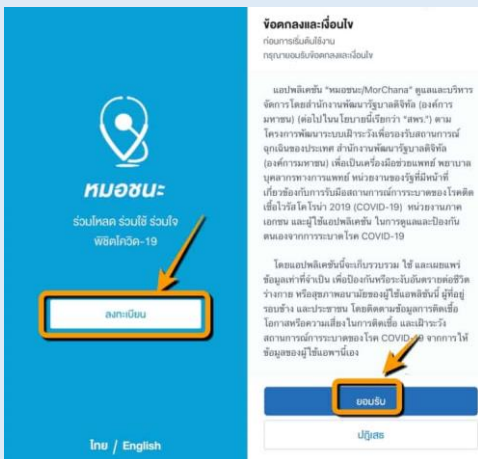 หมอชนะ
ร่วมโหลด ร่วมใช้ ร่วมใจ
พิชิตโควิด-19
ลงทะเบียน
ไทย / English
ข้อตกลงและเงื่อนไข
ก่อนการเริ่มต้นใช้งาน
กรุณายอมรับข้อตกลงและเงื่อนไข
แอปพลิเคชัน "หมอชนะ/MorChana" ดูแลและบริหาร
จัดการโดยสำนักงานพัฒนารัฐบาลดิจิทัล (องค์การ
มหาชน) (ต่อไปในนโยบายนี้เรียกว่า "สพร.") ตาม
โครงการพัฒนาระบบเฝ้าระวังเพื่อรองรับสถานการณ์
ฉุกเฉินของประเทศ สำนักงานพัฒนารัฐบาลดิจิทัล
(องค์การมหาชน) เพื่อเป็นเครื่องมือช่วยแพทย์ พยาบาล
บุคลากรทางการแพทย์ หน่วยงานของรัฐที่มีหน้าที่
เกี่ยวข้องกับการรับมือสถานการณ์การระบาดของโรคติด
เชื้อไวรัสโคโรน่า 2019 (COVID-19) หน่วยงานภาค
เอกชน และผู้ใช้แอปพลิเคชัน ในการดูแลและป้องกัน
ตนเองจากการระบาดโรค COVID-19
โดยแอปพลิเคชันนี้จะเก็บรวบรวม ใช้ และเผยแพร่
ข้อมูลเท่าที่จำเป็น เพื่อป้องกันหรือระงับอันตรายต่อชีวิต
ร่างกาย หรือสุขภาพอนามัยของผู้ใช้แอพลิชันนี้ ผู้ที่อยู่
รอบข้าง และประชาชน โดยติดตามข้อมูลการติดเชื้อ
โอกาสหรือความเสี่ยงในการติดเชื้อ และเฝ้าระวัง
สถานการณ์การระบาดของโรค COVID-19 จากการให้
ข้อมูลของผู้ใช้แอพฯนี้เอง
ยอมรับ
ปฏิเสธ